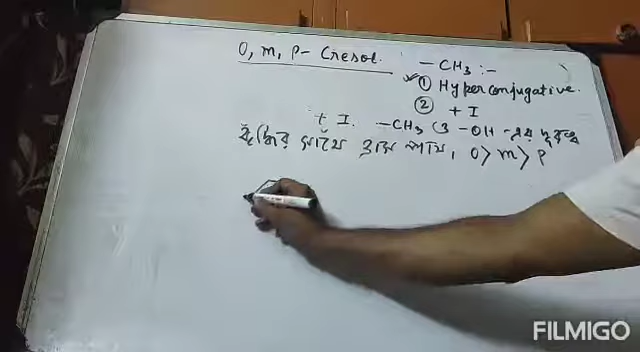 O, m, P- Cresol.
-CH3 :-
① Hyperconjugative.
② +I
+ I. -CH3 ও -OH -এর দূরত্ব
বৃদ্ধির সাথে হ্রাস পায়, O > m > P
FILMIGO